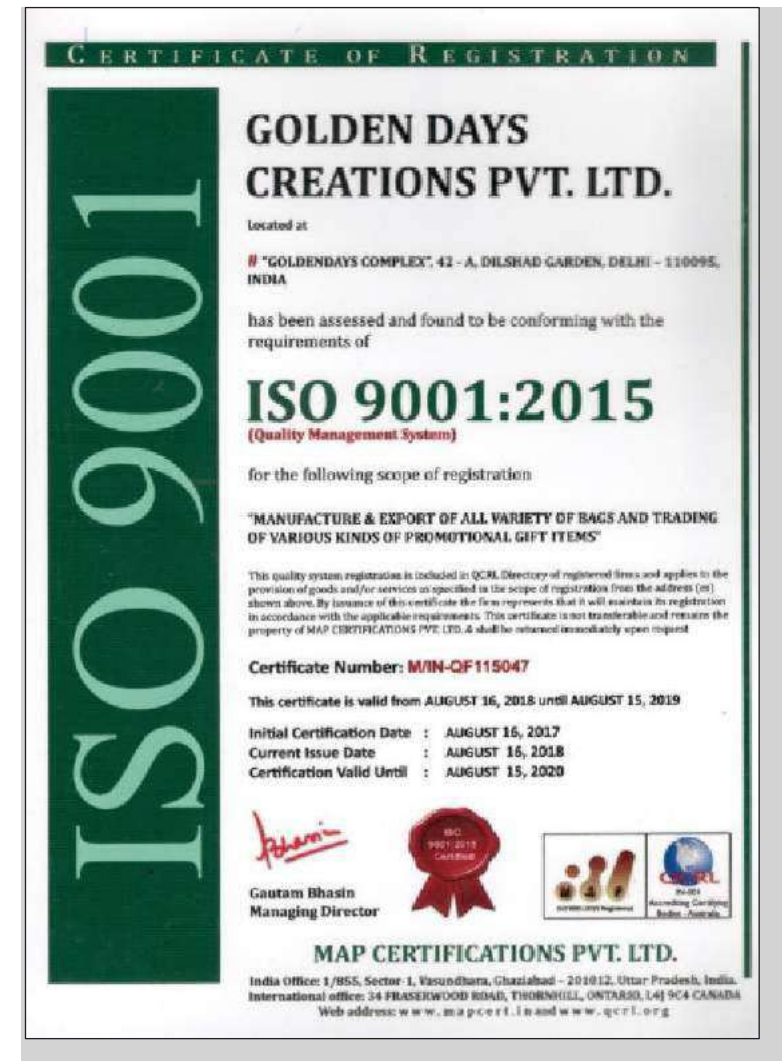 CERTIFICATE OF REGISTRATION
ISO 9001
GOLDEN DAYS
CREATIONS PVT. LTD.
Located at
# "GOLDENDAYS COMPLEX". 42 - A, DILSHAD GARDEN, DELHI - 110095,
INDIA
has been assessed and found to be conforming with the
requirements of
ISO 9001:2015
(Quality Management System)
for the following scope of registration
"MANUFACTURE & EXPORT OF ALL VARIETY OF BAGS AND TRADING
OF VARIOUS KINDS OF PROMOTIONAL GIFT ITEMS"
This quality system registration is included in QCRL Directory of registered firms and applies to the
provision of goods and/or services as specified in the scope of registration from the address (es)
shown above. By issuance of this certificate the firm represents that it will maintain its registration
in accordance with the applicable requirements. This certificate is not transferable and remains the
property of MAP CERTIFICATIONS PVT. LTD. & shall be returned immediately upon request
Certificate Number: M/IN-QF115047
This certificate is valid from AUGUST 16, 2018 until AUGUST 15, 2019
Initial Certification Date : AUGUST 16, 2017
Current Issue Date : AUGUST 16, 2018
Certification Valid Until : AUGUST 15, 2020
ISO
9001:2015
Certified
Gautam Bhasin
Managing Director
MAP
QCRL
Accrediting Certifying
Bodies - Australia
MAP CERTIFICATIONS PVT. LTD.
India Office: 1/855, Sector-1, Vasundhara, Ghaziabad - 201012, Uttar Pradesh, India.
International office: 34 FRASERWOOD ROAD, THORNHILL, ONTARIO, L4J 9C4 CANADA
Web address: www.mapcert.in and www.qcrl.org